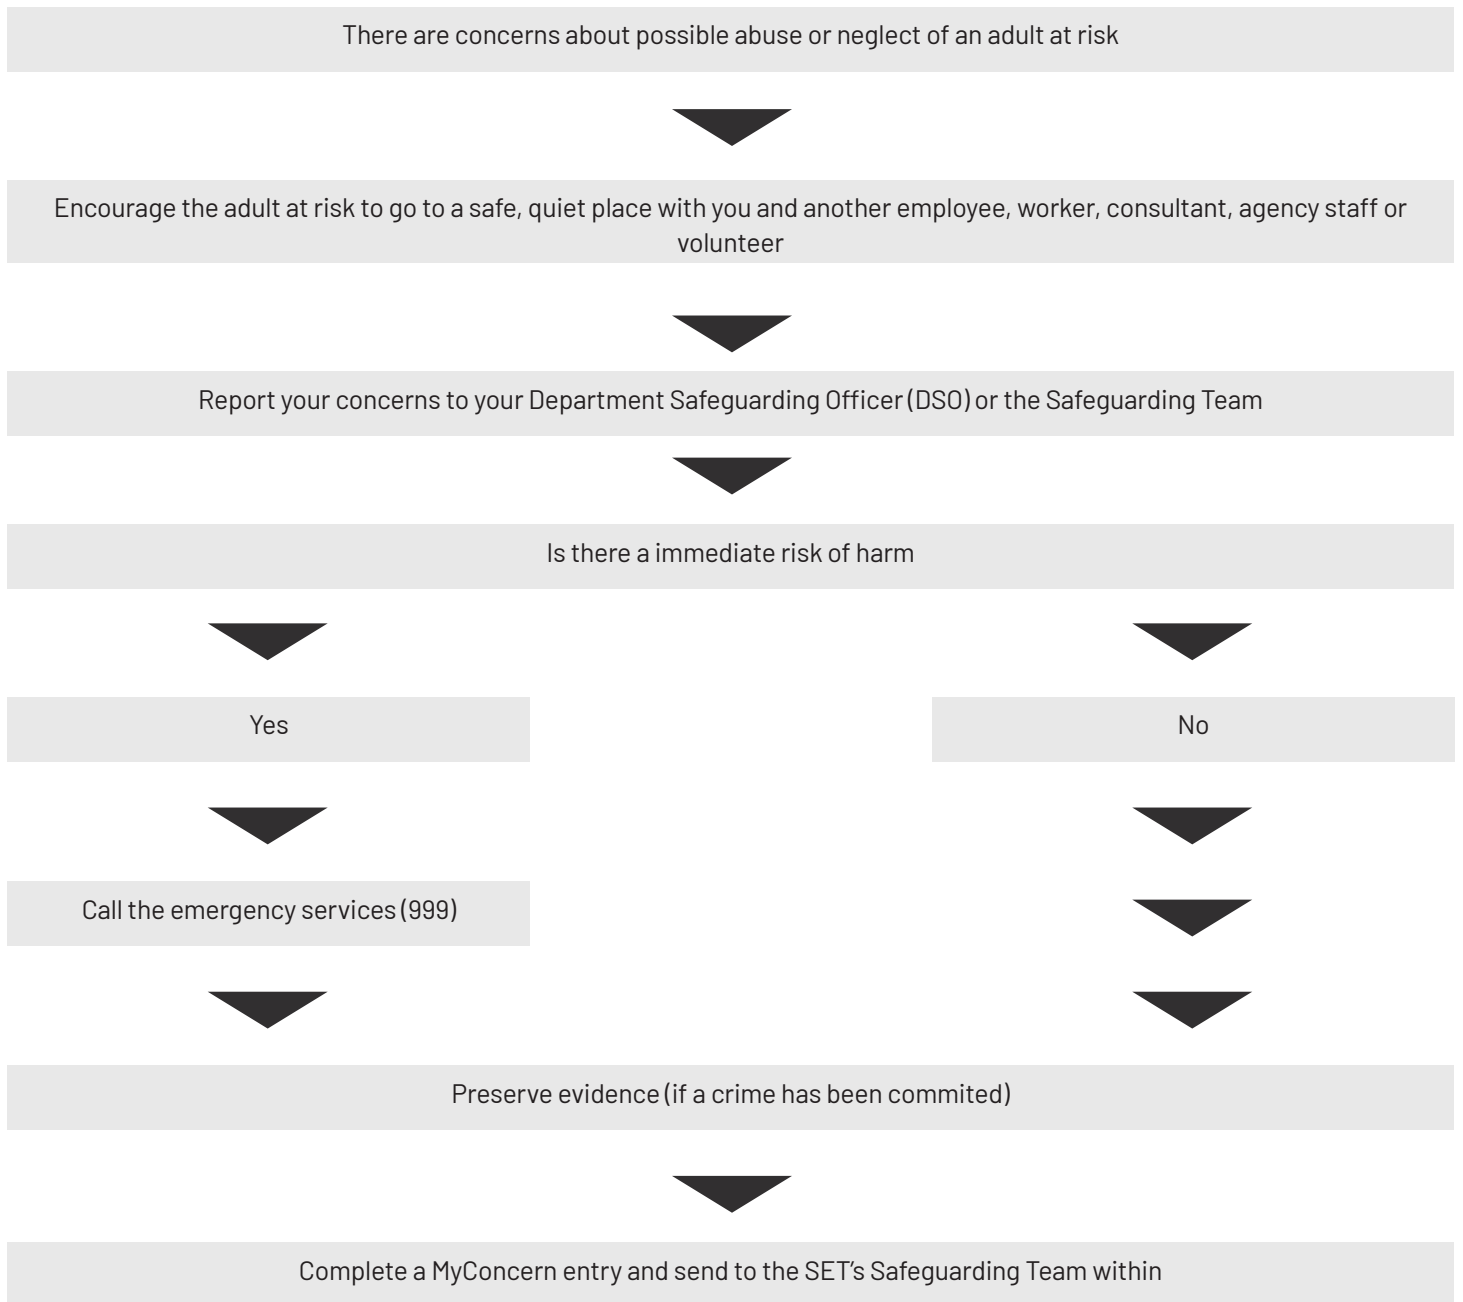 There are concerns about possible abuse or neglect of an adult at risk
Encourage the adult at risk to go to a safe, quiet place with you and another employee, worker, consultant, agency staff or
volunteer
Report your concerns to your Department Safeguarding Officer (DSO) or the Safeguarding Team
Is there a immediate risk of harm
Yes
No
Call the emergency services (999)
Preserve evidence (if a crime has been commited)
Complete a MyConcern entry and send to the SET's Safeguarding Team within